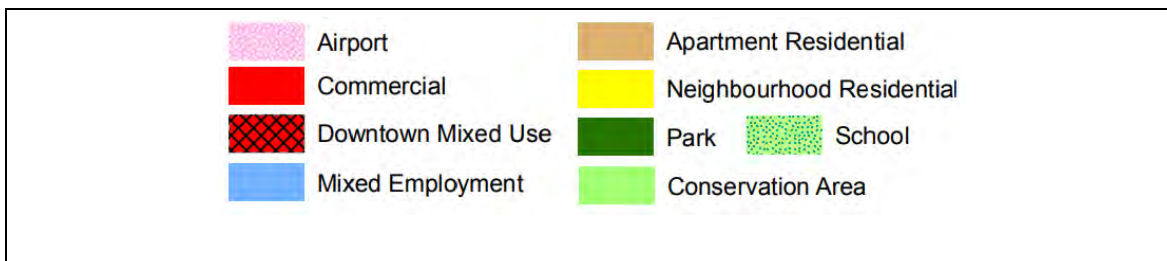 Airport
Commercial
Downtown Mixed Use
Mixed Employment
Apartment Residential
Neighbourhood Residential
Park School
Conservation Area